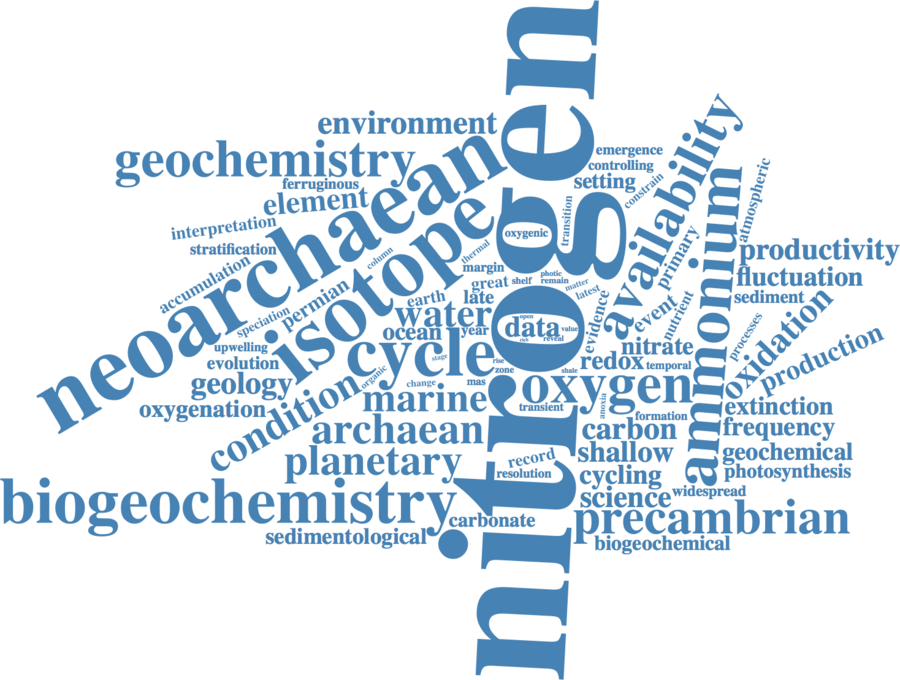 nitrogen
environment
geochemistry
neoarchaean
isotope
ferruginous
element
interpretation
stratification
accumulation
speciation
permian
column
thermal
margin
great
shelf
photic
remain
matter
latest
oxygenic
transition
emergence
controlling
setting
constrain
availability
primary
atmospheric
ammonium
productivity
fluctuation
sediment
event
nutrient
evidence
earth
late
water
year
ocean
cycle
stage
upwelling
evolution
geology
oxygenation
condition
organic
change
mas
zone
rise
open
data
value
rich
reveal
shale
nitrate
redox
temporal
oxygen
transient
anoxia
formation
processes
oxidation
production
extinction
frequency
geochemical
photosynthesis
marine
archaean
planetary
record
resolution
carbon
shallow
cycling
science
widespread
biogeochemistry
carbonate
precambrian
sedimentological
biogeochemical